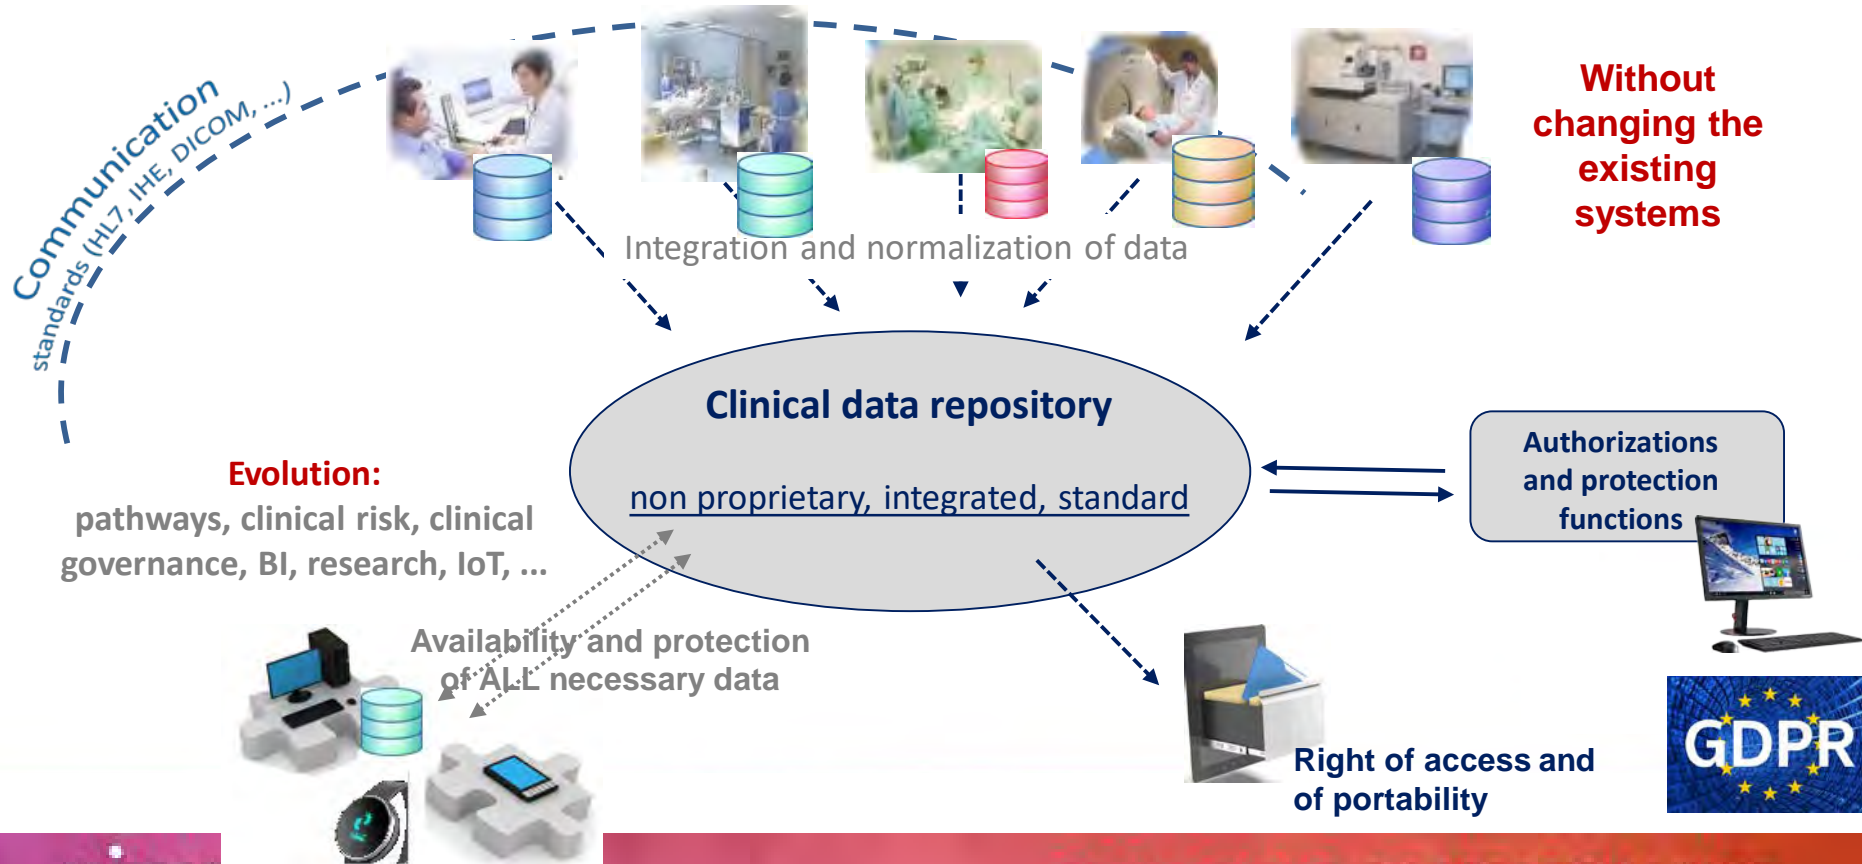 Communication
standards (HL7, IHE, DICOM, ...)
Without
changing the
existing
systems
Integration and normalization of data
Clinical data repository
non proprietary, integrated, standard
Authorizations
and protection
functions
Evolution:
pathways, clinical risk, clinical
governance, BI, research, IoT, ...
Availability and protection
of ALL necessary data
Right of access and
of portability
GDPR